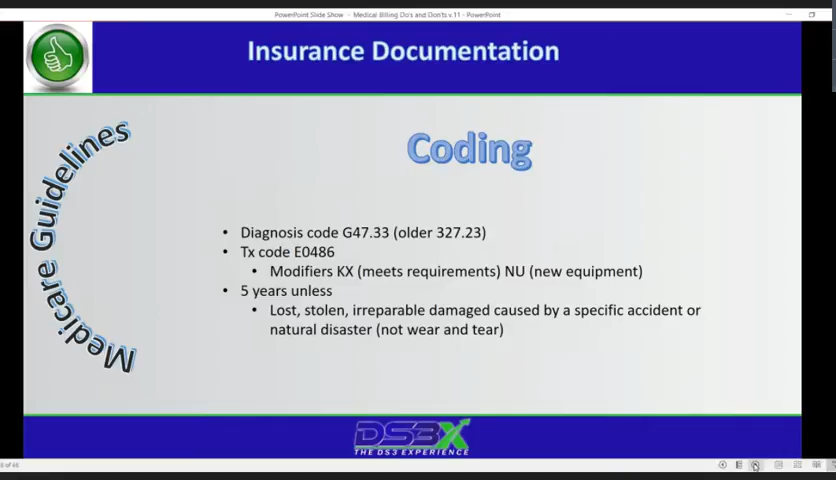 PowerPoint Slide Show - Medical Billing Do's and Don'ts v.11 - PowerPoint
Insurance Documentation
Medicare Guidelines
Coding
• Diagnosis code G47.33 (older 327.23)
• Tx code E0486
• Modifiers KX (meets requirements) NU (new equipment)
• 5 years unless
• Lost, stolen, irreparable damaged caused by a specific accident or
natural disaster (not wear and tear)
DS3X
THE DS3 EXPERIENCE